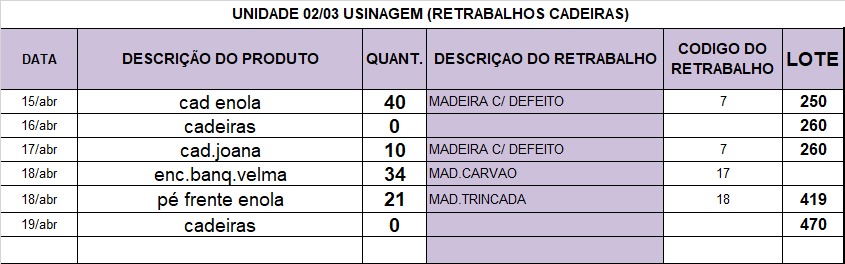 UNIDADE 02/03 USINAGEM (RETRABALHOS CADEIRAS)
DATA DESCRIÇÃO DO PRODUTO QUANT. DESCRIÇAO DO RETRABALHO CODIGO DO RETRABALHO LOTE
15/abr cad enola 40 MADEIRA C/ DEFEITO 7 250
16/abr cadeiras 0 260
17/abr cad.joana 10 MADEIRA C/ DEFEITO 7 260
18/abr enc.banq.velma 34 MAD.CARVAO 17
18/abr pé frente enola 21 MAD.TRINCADA 18 419
19/abr cadeiras 0 470